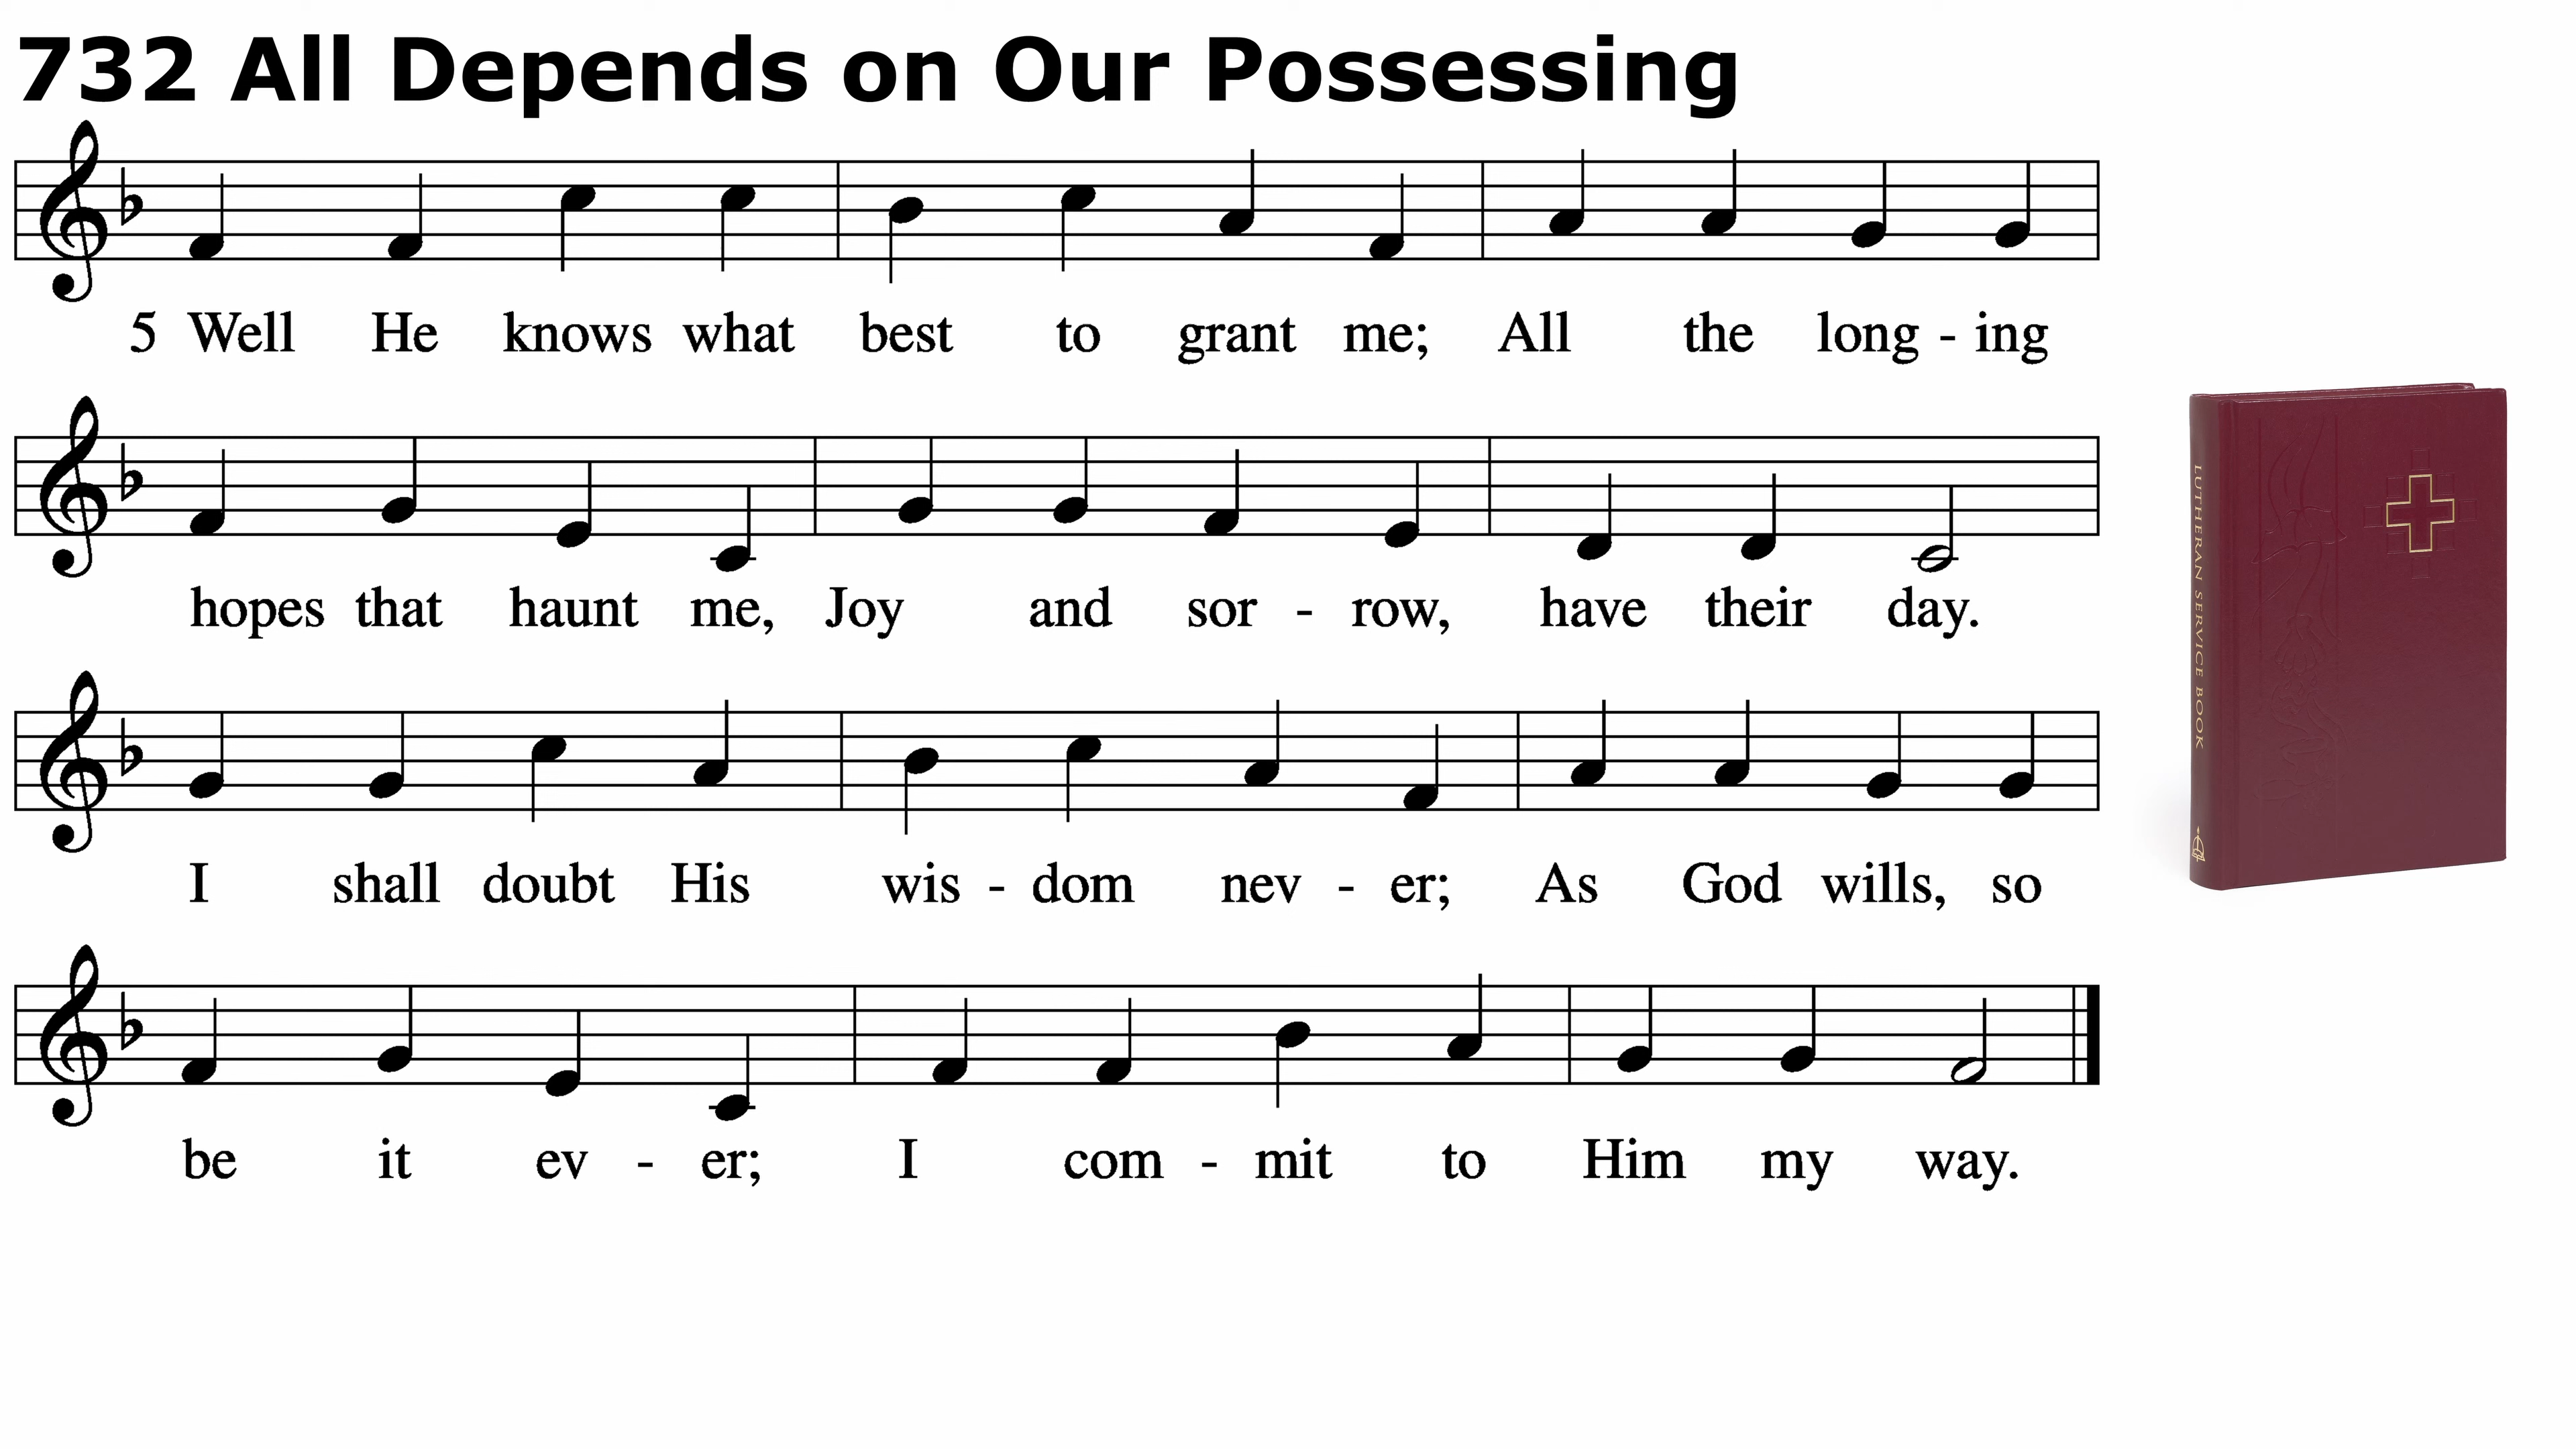 732 All Depends on Our Possessing
5 Well He knows what best to grant me; All the long - ing
hopes that haunt me, Joy and sor - row, have their day.
I shall doubt His wis - dom nev - er; As God wills, so
be it ev - er; I com - mit to Him my way.
LUTHERAN SERVICE BOOK